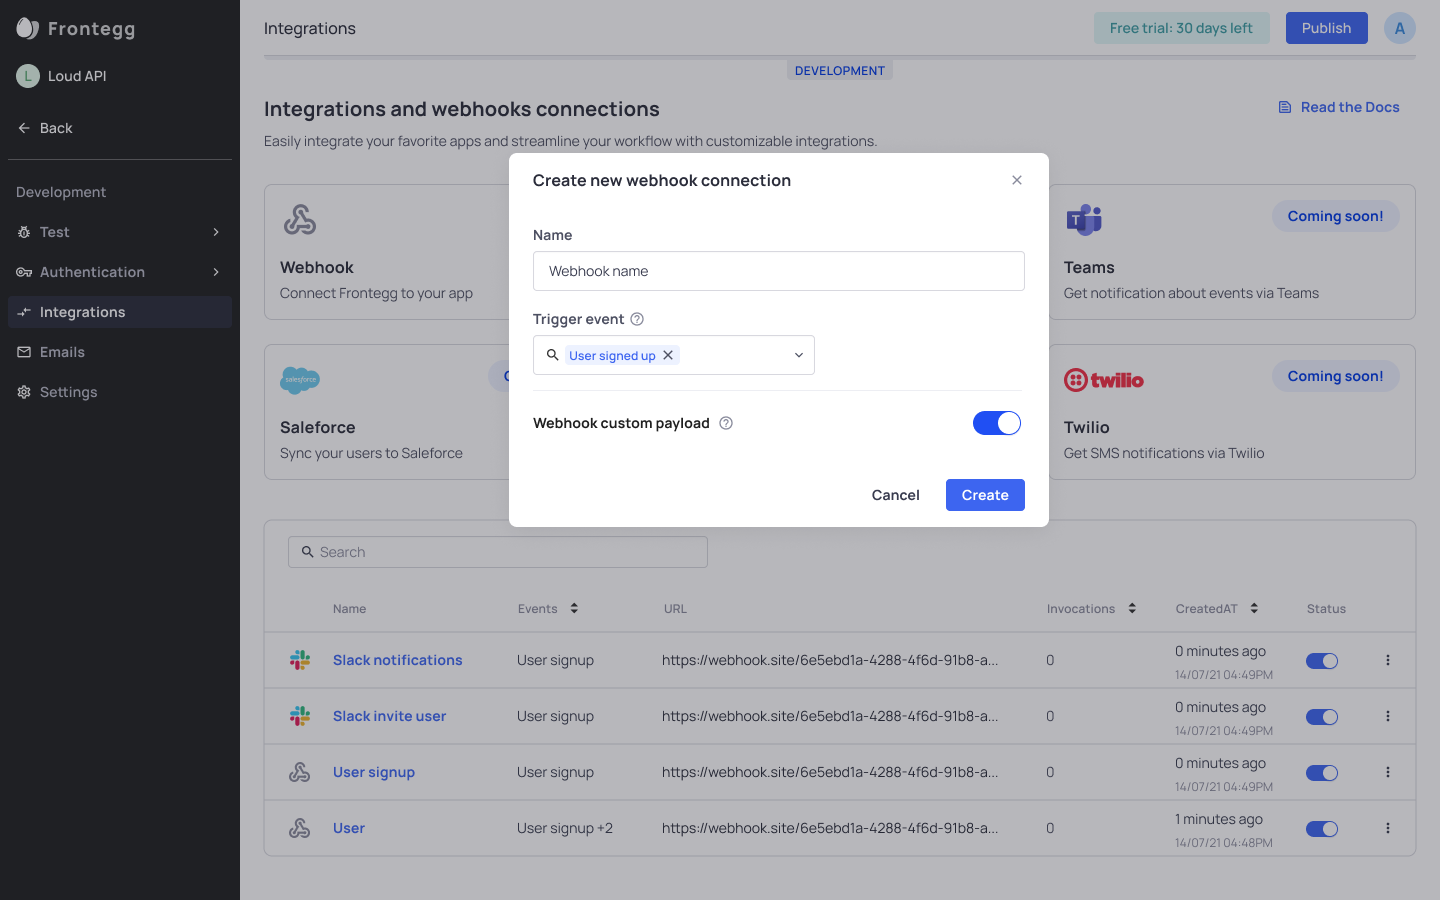 Frontegg
L Loud API
Back
Development
Test
Authentication
Integrations
Emails
Settings
Integrations
Free trial: 30 days left
Publish
A
DEVELOPMENT
Integrations and webhooks connections
Read the Docs
Easily integrate your favorite apps and streamline your workflow with customizable integrations.
Webhook
Connect Frontegg to your app
T
Coming soon!
Teams
Get notification about events via Teams
salesforce
Saleforce
Sync your users to Saleforce
twilio
Coming soon!
Twilio
Get SMS notifications via Twilio
Create new webhook connection
Name
Webhook name
Trigger event ?
User signed up
Webhook custom payload ?
Cancel
Create
Search
Name Events URL Invocations CreatedAT Status
Slack notifications User signup https://webhook.site/6e5ebd1a-4288-4f6d-91b8-a... 0 0 minutes ago
14/07/21 04:49PM
Slack invite user User signup https://webhook.site/6e5ebd1a-4288-4f6d-91b8-a... 0 0 minutes ago
14/07/21 04:49PM
User signup User signup https://webhook.site/6e5ebd1a-4288-4f6d-91b8-a... 0 0 minutes ago
14/07/21 04:49PM
User User signup +2 https://webhook.site/6e5ebd1a-4288-4f6d-91b8-a... 0 1 minutes ago
14/07/21 04:48PM